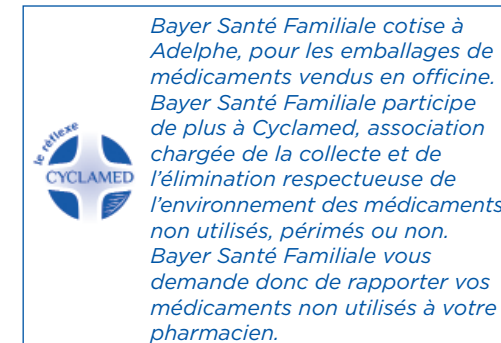 Bayer Santé Familiale cotise à
Adelphe, pour les emballages de
médicaments vendus en officine.
Bayer Santé Familiale participe
de plus à Cyclamed, association
chargée de la collecte et de
l'élimination respectueuse de
l'environnement des médicaments
non utilisés, périmés ou non.
Bayer Santé Familiale vous
demande donc de rapporter vos
médicaments non utilisés à votre
pharmacien.
le réflexe
CYCLAMED